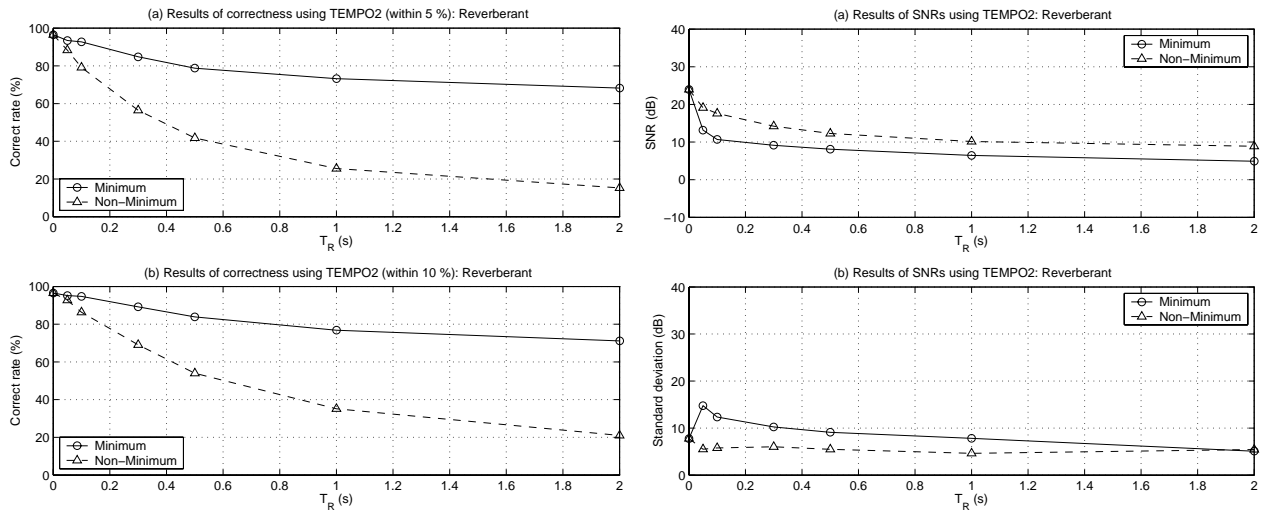 (a) Results of correctness using TEMPO2 (within 5 %): Reverberant
100
80
60
40
20
0
Correct rate (%)
Minimum
Non−Minimum
0 0.2 0.4 0.6 0.8 1 1.2 1.4 1.6 1.8 2
T_R (s)
(b) Results of correctness using TEMPO2 (within 10 %): Reverberant
100
80
60
40
20
0
Correct rate (%)
Minimum
Non−Minimum
0 0.2 0.4 0.6 0.8 1 1.2 1.4 1.6 1.8 2
T_R (s)
(a) Results of SNRs using TEMPO2: Reverberant
40
30
20
10
0
−10
SNR (dB)
Minimum
Non−Minimum
0 0.2 0.4 0.6 0.8 1 1.2 1.4 1.6 1.8 2
T_R (s)
(b) Results of SNRs using TEMPO2: Reverberant
40
30
20
10
0
Standard deviation (dB)
Minimum
Non−Minimum
0 0.2 0.4 0.6 0.8 1 1.2 1.4 1.6 1.8 2
T_R (s)